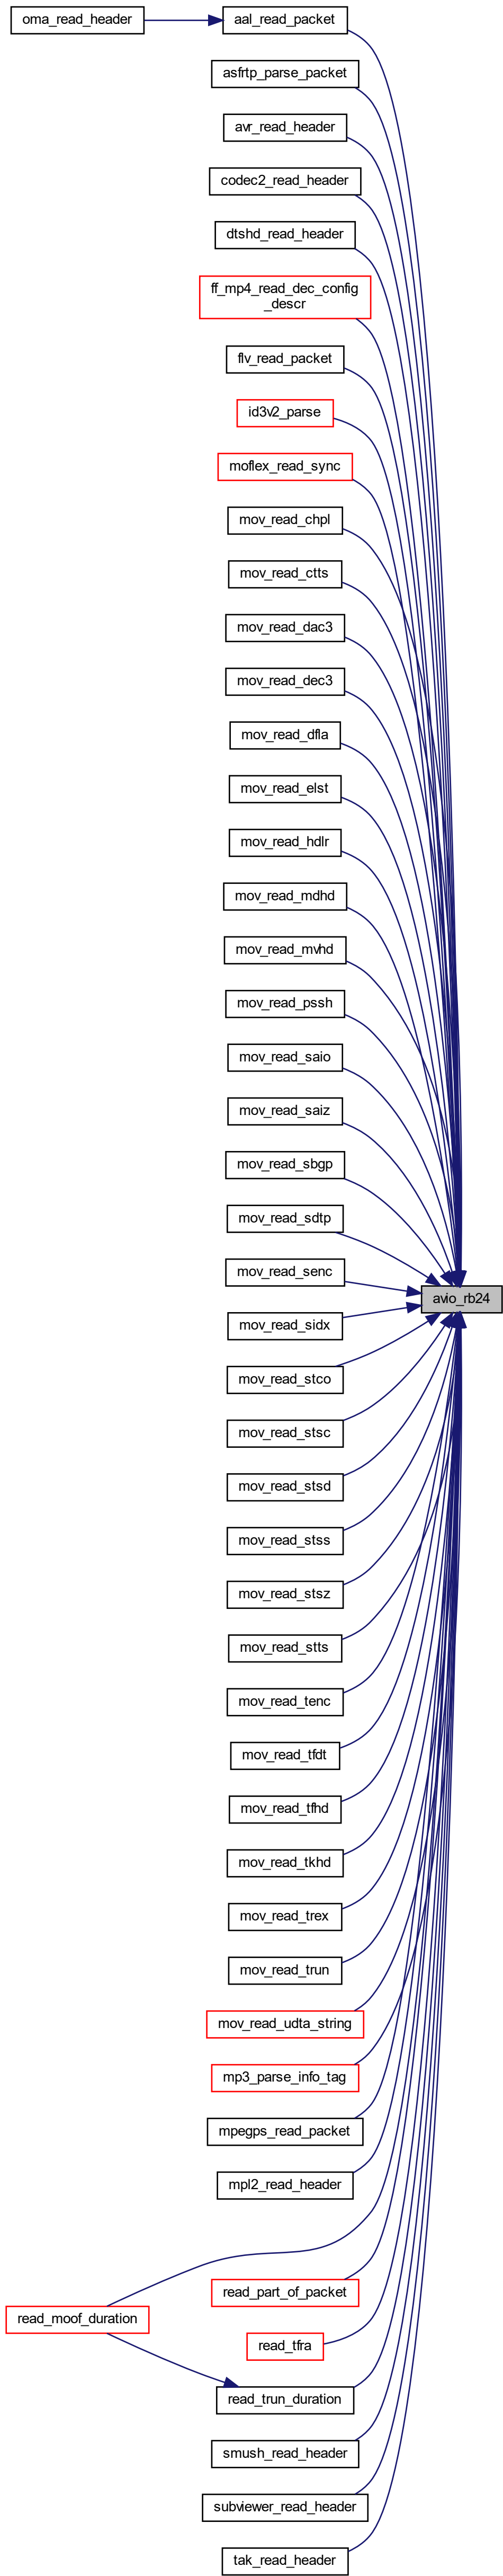 oma_read_header
aal_read_packet
asfrtp_parse_packet
avr_read_header
codec2_read_header
dtshd_read_header
ff_mp4_read_dec_config
_descr
flv_read_packet
id3v2_parse
moflex_read_sync
mov_read_chpl
mov_read_ctts
mov_read_dac3
mov_read_dec3
mov_read_dfla
mov_read_elst
mov_read_hdlr
mov_read_mdhd
mov_read_mvhd
mov_read_pssh
mov_read_saio
mov_read_saiz
mov_read_sbgp
mov_read_sdtp
mov_read_senc
avio_rb24
mov_read_sidx
mov_read_stco
mov_read_stsc
mov_read_stsd
mov_read_stss
mov_read_stsz
mov_read_stts
mov_read_tenc
mov_read_tfdt
mov_read_tfhd
mov_read_tkhd
mov_read_trex
mov_read_trun
mov_read_udta_string
mp3_parse_info_tag
mpegps_read_packet
mpl2_read_header
read_part_of_packet
read_moof_duration
read_tfra
read_trun_duration
smush_read_header
subviewer_read_header
tak_read_header